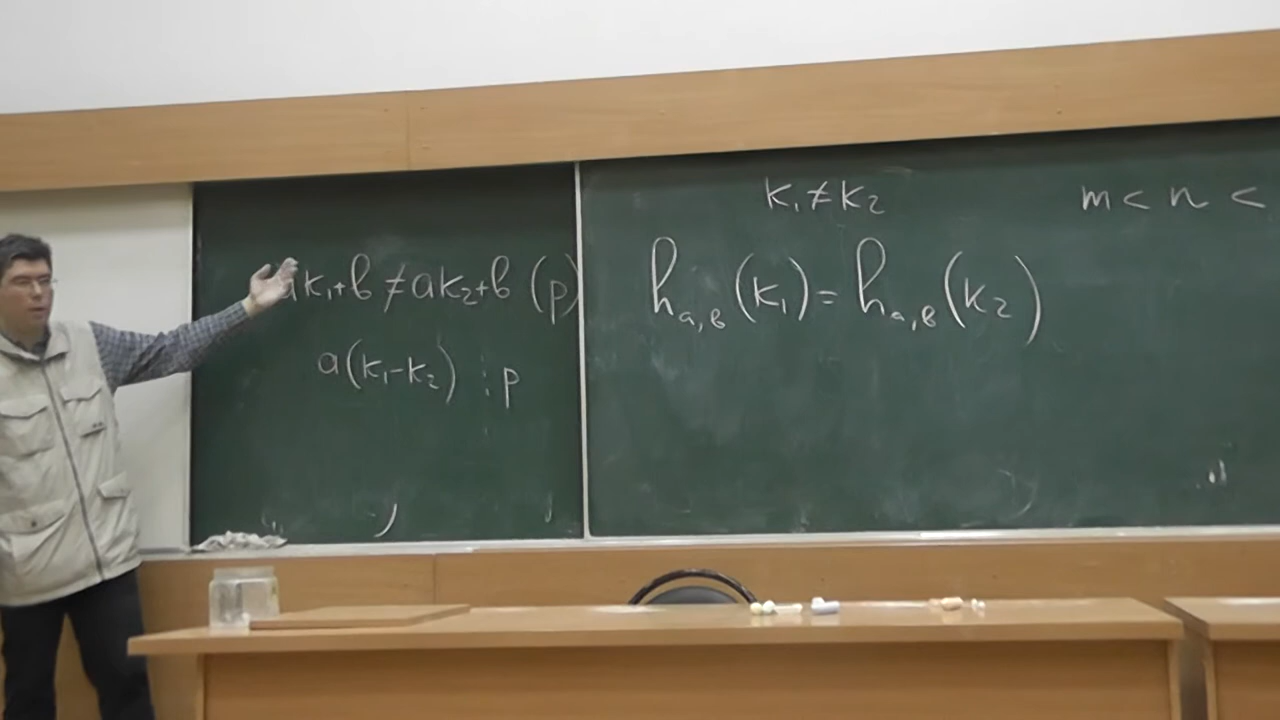 ak₁+b ≠ ak₂+b (p)
a(k₁-k₂) ⋮ p
k₁ ≠ k₂
m < n <
h_{a,b}(k₁) = h_{a,b}(k₂)